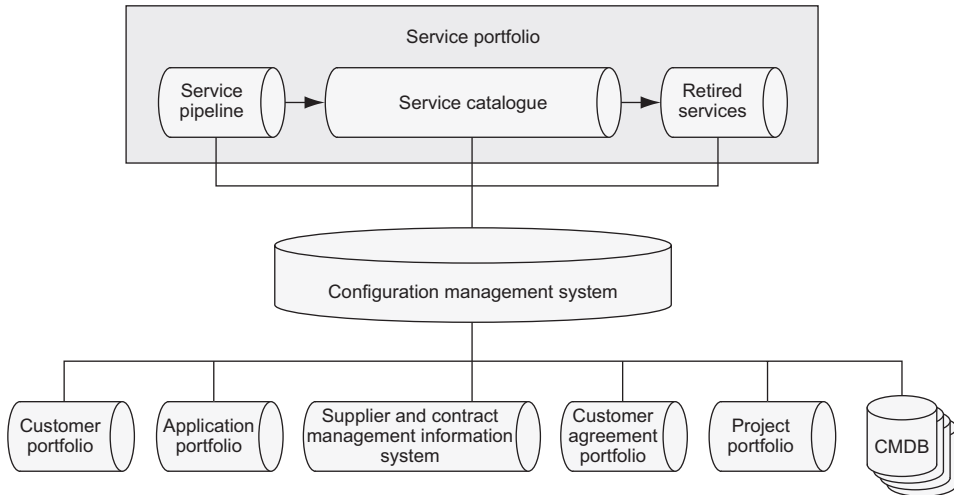 Service portfolio
Service
pipeline
Service catalogue
Retired
services
Configuration management system
Customer
portfolio
Application
portfolio
Supplier and contract
management information
system
Customer
agreement
portfolio
Project
portfolio
CMDB